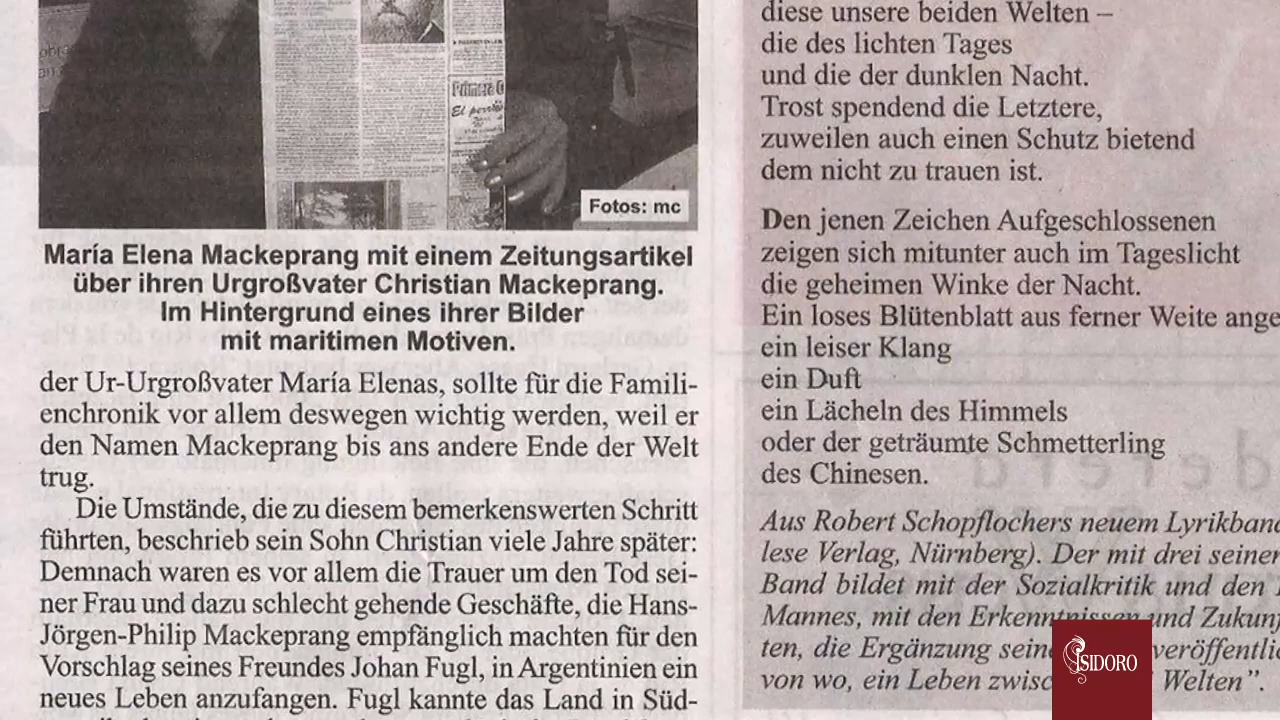 Fotos: mc
María Elena Mackeprang mit einem Zeitungsartikel
über ihren Urgroßvater Christian Mackeprang.
Im Hintergrund eines ihrer Bilder
mit maritimen Motiven.
der Ur-Urgroßvater María Elenas, sollte für die Famili-
enchronik vor allem deswegen wichtig werden, weil er
den Namen Mackeprang bis ans andere Ende der Welt
trug.
Die Umstände, die zu diesem bemerkenswerten Schritt
führten, beschrieb sein Sohn Christian viele Jahre später:
Demnach waren es vor allem die Trauer um den Tod sei-
ner Frau und dazu schlecht gehende Geschäfte, die Hans-
Jörgen-Philip Mackeprang empfänglich machten für den
Vorschlag seines Freundes Johan Fugl, in Argentinien ein
neues Leben anzufangen. Fugl kannte das Land in Süd-
diese unsere beiden Welten –
die des lichten Tages
und die der dunklen Nacht.
Trost spendend die Letztere,
zuweilen auch einen Schutz bietend
dem nicht zu trauen ist.
Den jenen Zeichen Aufgeschlossenen
zeigen sich mitunter auch im Tageslicht
die geheimen Winke der Nacht.
Ein loses Blütenblatt aus ferner Weite ange
ein leiser Klang
ein Duft
ein Lächeln des Himmels
oder der geträumte Schmetterling
des Chinesen.
Aus Robert Schopflochers neuem Lyrikband
lese Verlag, Nürnberg). Der mit drei seiner
Band bildet mit der Sozialkritik und den
Mannes, mit den Erkenntnissen und Zukunf
ten, die Ergänzung seine veröffentli
von wo, ein Leben zwisc Welten”.
ISIDORO